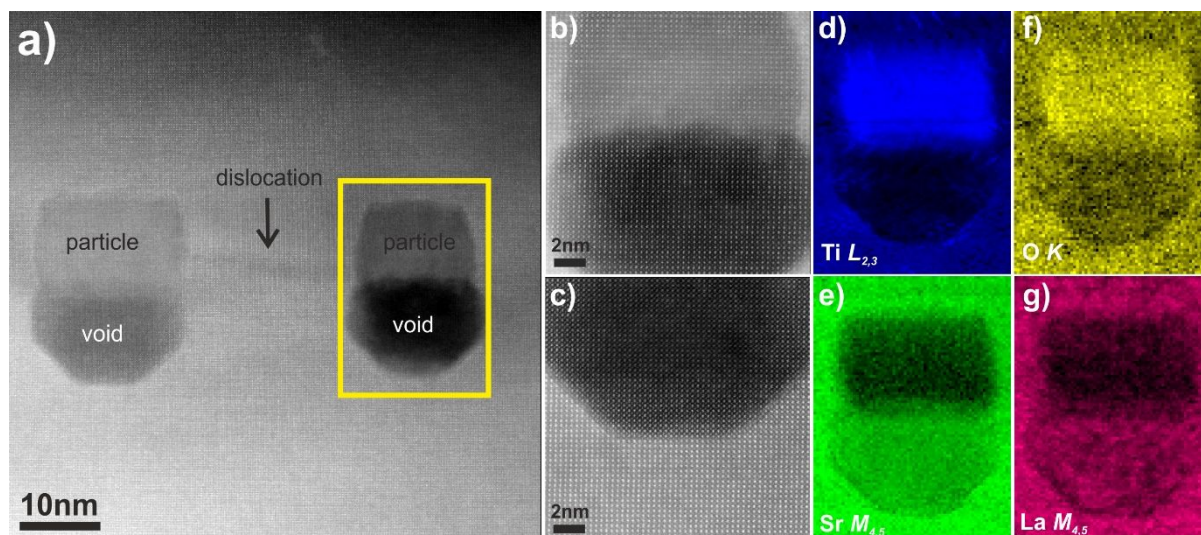 a)
dislocation
particle
particle
void
void
10nm
b)
2nm
c)
2nm
d)
Ti L2,3
e)
Sr M4,5
f)
O K
g)
La M4,5